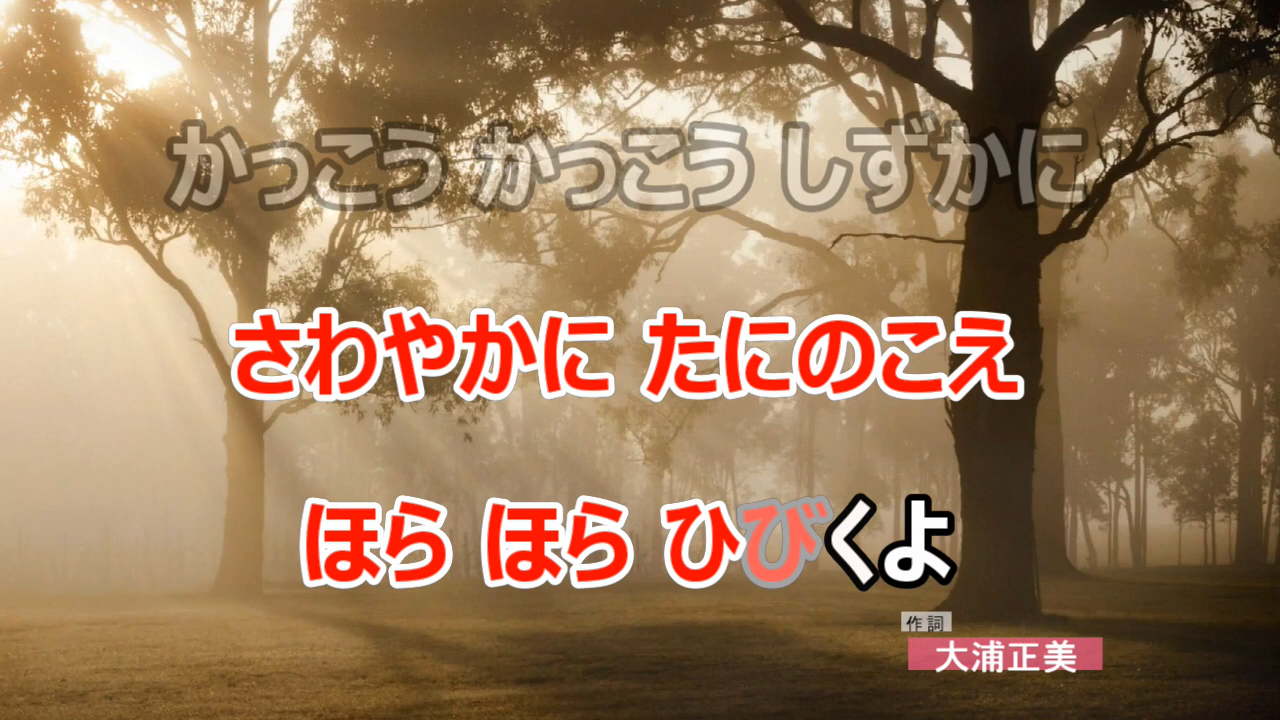 かっこう かっこう しずかに
さわやかに たにのこえ
ほら ほら ひびくよ
作詞
大浦正美